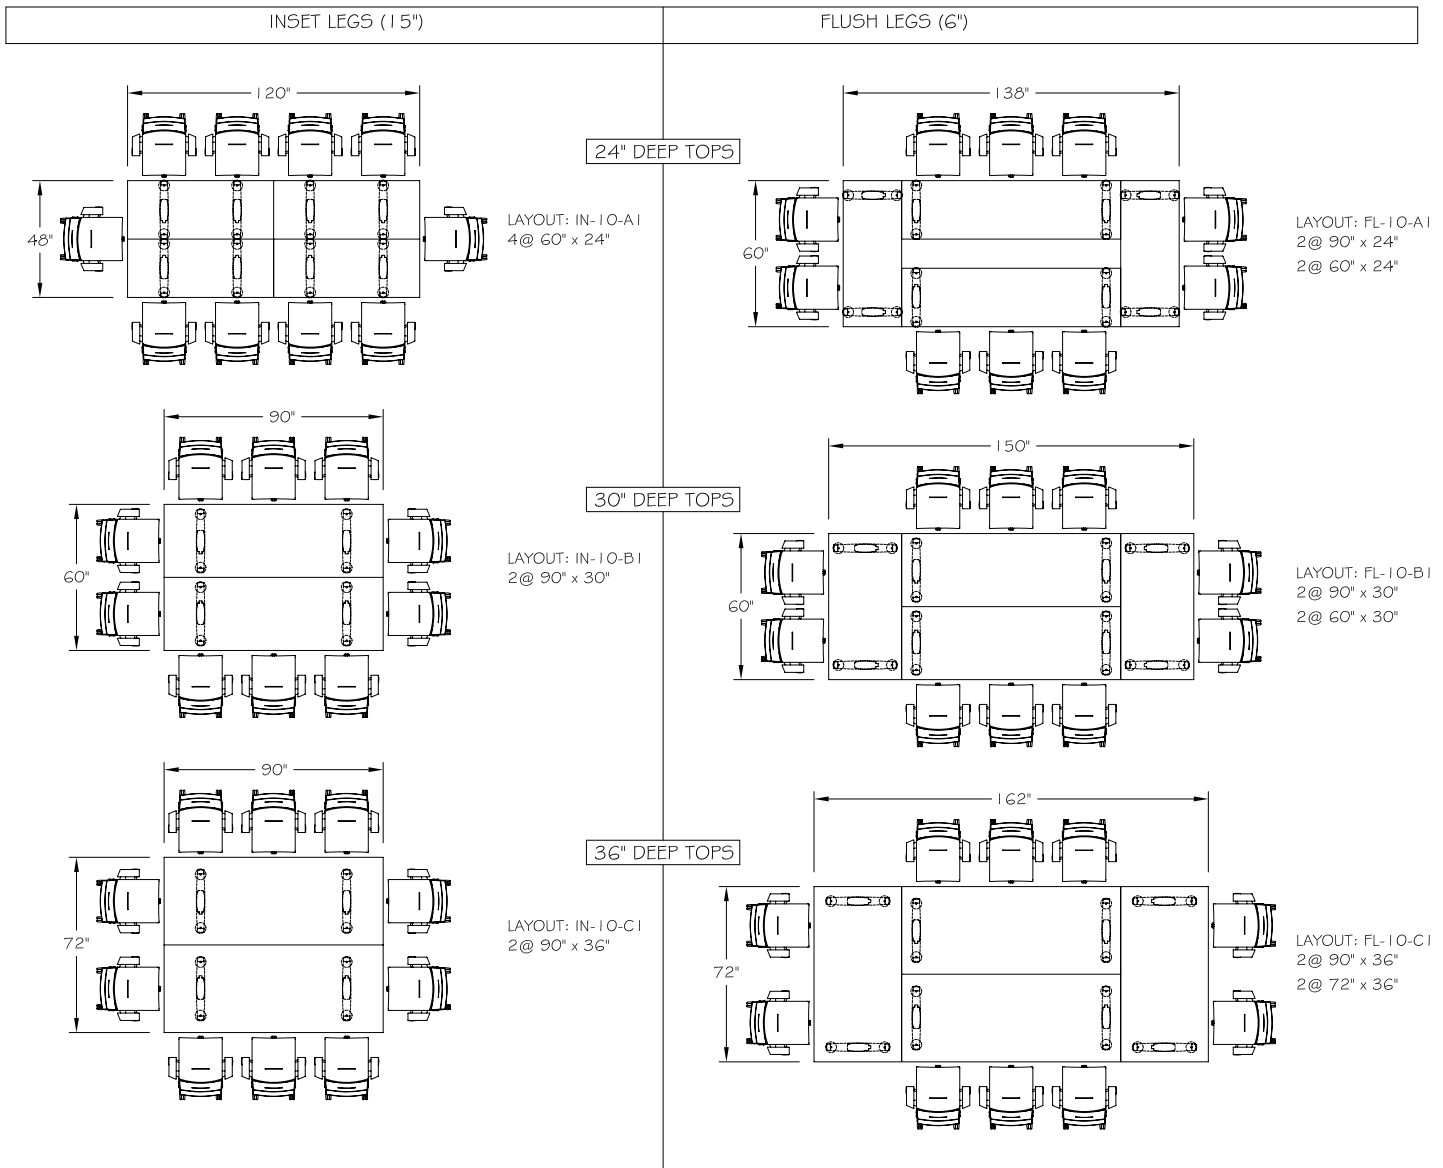 INSET LEGS (15")
FLUSH LEGS (6")
24" DEEP TOPS
120"
48"
LAYOUT: IN-10-A1
4@ 60" x 24"
138"
60"
LAYOUT: FL-10-A1
2@ 90" x 24"
2@ 60" x 24"
30" DEEP TOPS
90"
60"
LAYOUT: IN-10-B1
2@ 90" x 30"
150"
60"
LAYOUT: FL-10-B1
2@ 90" x 30"
2@ 60" x 30"
36" DEEP TOPS
90"
72"
LAYOUT: IN-10-C1
2@ 90" x 36"
162"
72"
LAYOUT: FL-10-C1
2@ 90" x 36"
2@ 72" x 36"